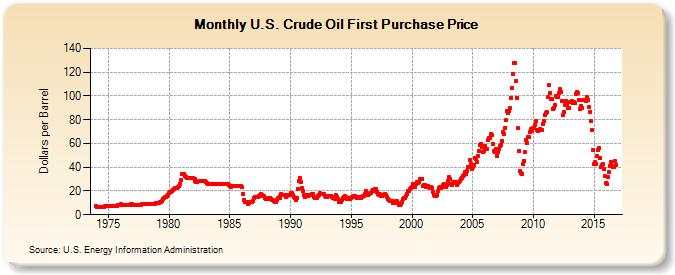 Monthly U.S. Crude Oil First Purchase Price
Dollars per Barrel
140
120
100
80
60
40
20
0
1975 1980 1985 1990 1995 2000 2005 2010 2015
Source: U.S. Energy Information Administration